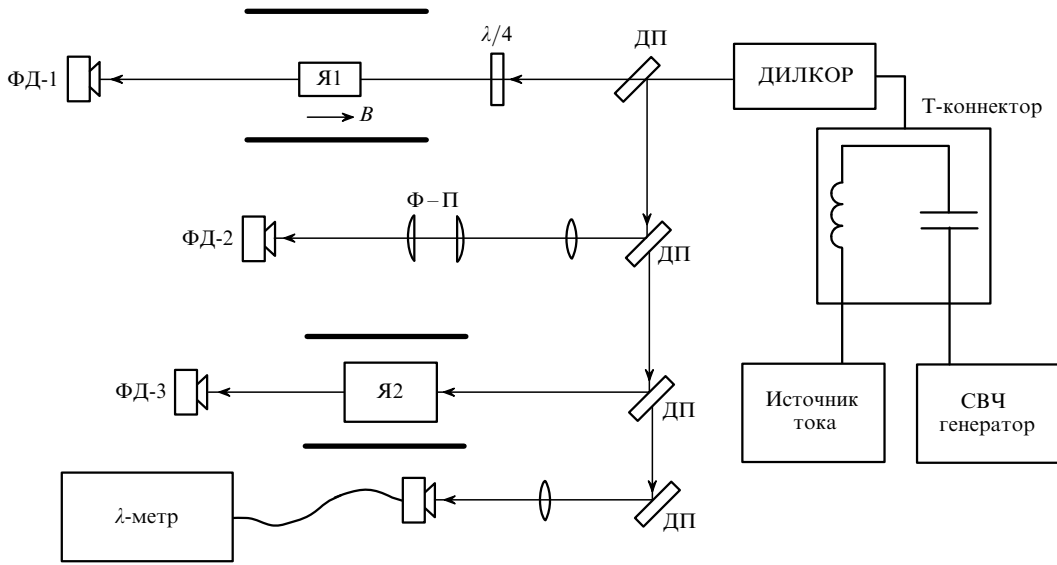 ФД-1
Я1
B
λ/4
ДП
ДИЛКОР
Т-коннектор
ФД-2
Ф – П
ДП
ФД-3
Я2
ДП
Источник
тока
СВЧ
генератор
λ-метр
ДП